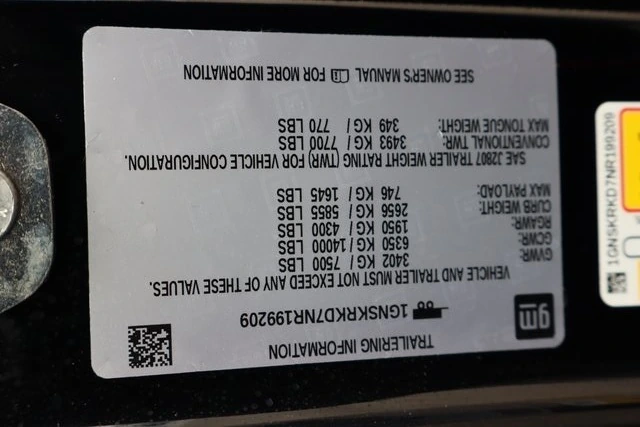 TRAILERING INFORMATION
gm
1GNSKRKD7NR199209
VEHICLE AND TRAILER MUST NOT EXCEED ANY OF THESE VALUES.
GVWR: 3402 KG / 7500 LBS
GCWR: 6350 KG/14000 LBS
RGAWR: 1950 KG / 4300 LBS
CURB WEIGHT: 2656 KG / 5855 LBS
MAX PAYLOAD: 746 KG / 1645 LBS
SAE J2807 TRAILER WEIGHT RATING (TWR) FOR VEHICLE CONFIGURATION.
CONVENTIONAL TWR: 3493 KG / 7700 LBS
MAX TONGUE WEIGHT: 349 KG / 770 LBS
SEE OWNER'S MANUAL FOR MORE INFORMATION
1GNSKRKD7NR199209